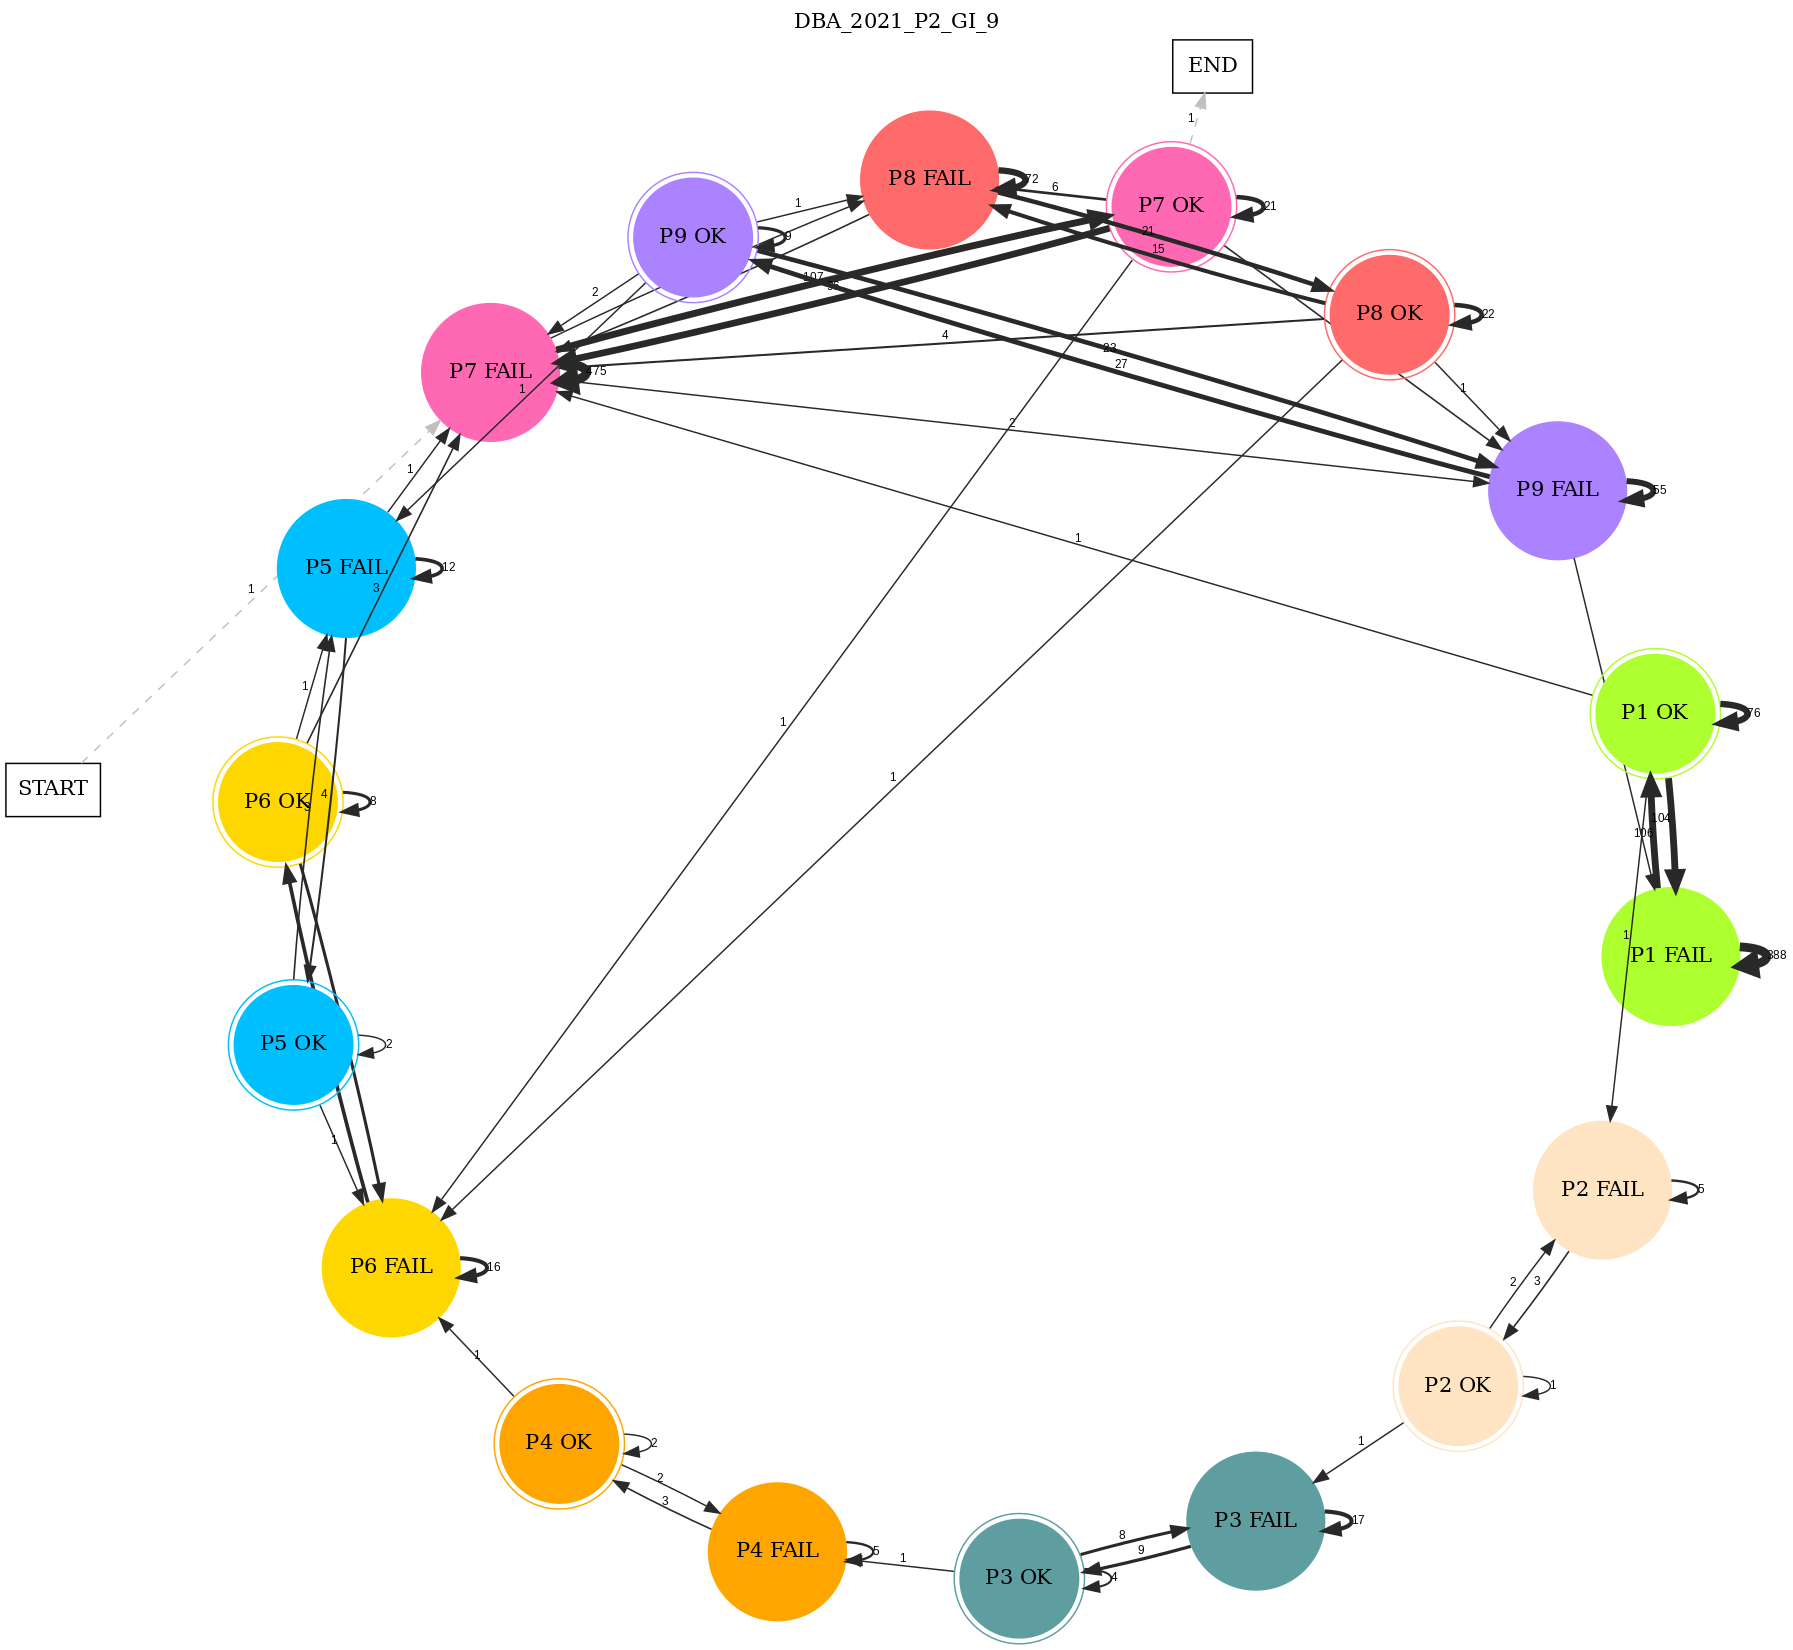 DBA_2021_P2_GI_9
END
1
P8 FAIL
72
6
P7 OK
21
1
P9 OK
9
21
15
107
2
P8 OK
22
4
23
27
P7 FAIL
475
1
1
2
1
P9 FAIL
55
1
P5 FAIL
12
3
1
1
1
P1 OK
76
1
START
4
P6 OK
8
1
104
106
1
P1 FAIL
388
P5 OK
2
1
P2 FAIL
5
P6 FAIL
16
2
3
1
P2 OK
1
P4 OK
2
1
2
3
P3 FAIL
17
8
9
P4 FAIL
5
1
P3 OK
4